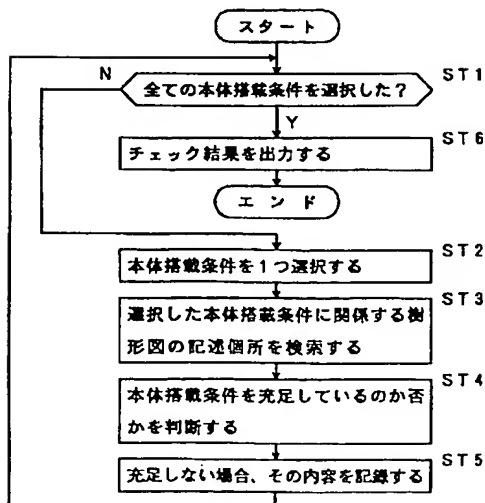 スタート
N
全ての本体搭載条件を選択した?
ST1
Y
ST6
チェック結果を出力する
エンド
ST2
本体搭載条件を1つ選択する
ST3
選択した本体搭載条件に関係する樹
形図の記述個所を検索する
ST4
本体搭載条件を充足しているのか否
かを判断する
ST5
充足しない場合、その内容を記録する